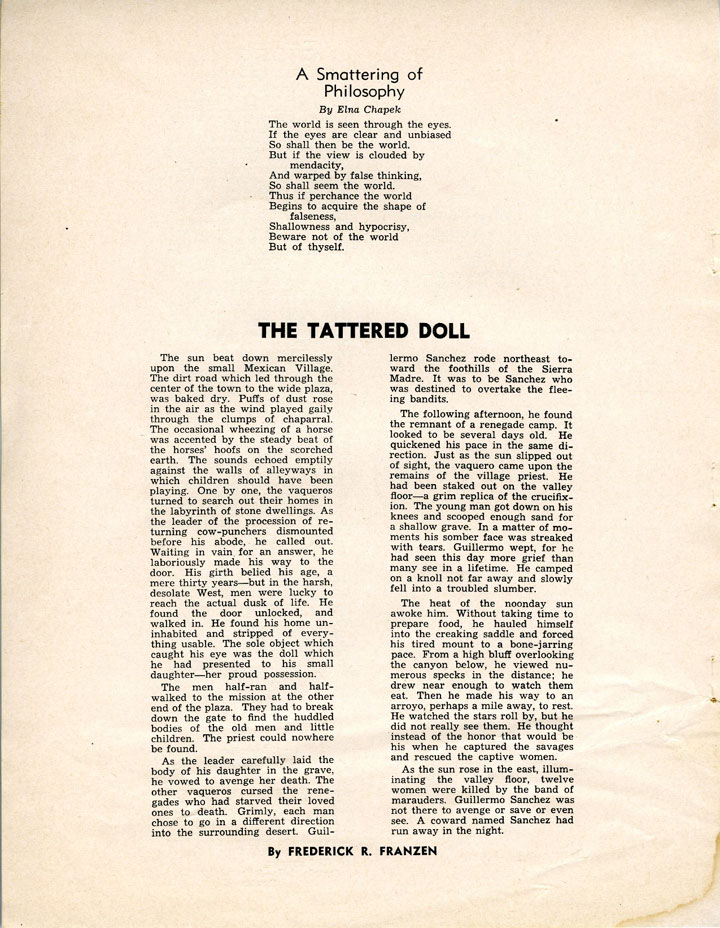 A Smattering of
Philosophy
By Elna Chapek
The world is seen through the eyes.
If the eyes are clear and unbiased
So shall then be the world.
But if the view is clouded by
mendacity,
And warped by false thinking,
So shall seem the world.
Thus if perchance the world
Begins to acquire the shape of
falseness,
Shallowness and hypocrisy,
Beware not of the world
But of thyself.
THE TATTERED DOLL
The sun beat down mercilessly
upon the small Mexican Village.
The dirt road which led through the
center of the town to the wide plaza,
was baked dry. Puffs of dust rose
in the air as the wind played gaily
through the clumps of chaparral.
The occasional wheezing of a horse
was accented by the steady beat of
the horses' hoofs on the scorched
earth. The sounds echoed emptily
against the walls of alleyways in
which children should have been
playing. One by one, the vaqueros
turned to search out their homes in
the labyrinth of stone dwellings. As
the leader of the procession of re-
turning cow-punchers dismounted
before his abode, he called out.
Waiting in vain for an answer, he
laboriously made his way to the
door. His girth belied his age, a
mere thirty years—but in the harsh,
desolate West, men were lucky to
reach the actual dusk of life. He
found the door unlocked, and
walked in. He found his home un-
inhabited and stripped of every-
thing usable. The sole object which
caught his eye was the doll which
he had presented to his small
daughter—her proud possession.
The men half-ran and half-
walked to the mission at the other
end of the plaza. They had to break
down the gate to find the huddled
bodies of the old men and little
children. The priest could nowhere
be found.
As the leader carefully laid the
body of his daughter in the grave,
he vowed to avenge her death. The
other vaqueros cursed the rene-
gades who had starved their loved
ones to death. Grimly, each man
chose to go in a different direction
into the surrounding desert. Guil-
lermo Sanchez rode northeast to-
ward the foothills of the Sierra
Madre. It was to be Sanchez who
was destined to overtake the flee-
ing bandits.
The following afternoon, he found
the remnant of a renegade camp. It
looked to be several days old. He
quickened his pace in the same di-
rection. Just as the sun slipped out
of sight, the vaquero came upon the
remains of the village priest. He
had been staked out on the valley
floor—a grim replica of the crucifix-
ion. The young man got down on his
knees and scooped enough sand for
a shallow grave. In a matter of mo-
ments his somber face was streaked
with tears. Guillermo wept, for he
had seen this day more grief than
many see in a lifetime. He camped
on a knoll not far away and slowly
fell into a troubled slumber.
The heat of the noonday sun
awoke him. Without taking time to
prepare food, he hauled himself
into the creaking saddle and forced
his tired mount to a bone-jarring
pace. From a high bluff overlooking
the canyon below, he viewed nu-
merous specks in the distance; he
drew near enough to watch them
eat. Then he made his way to an
arroyo, perhaps a mile away, to rest.
He watched the stars roll by, but he
did not really see them. He thought
instead of the honor that would be
his when he captured the savages
and rescued the captive women.
As the sun rose in the east, illum-
inating the valley floor, twelve
women were killed by the band of
marauders. Guillermo Sanchez was
not there to avenge or save or even
see. A coward named Sanchez had
run away in the night.
By FREDERICK R. FRANZEN